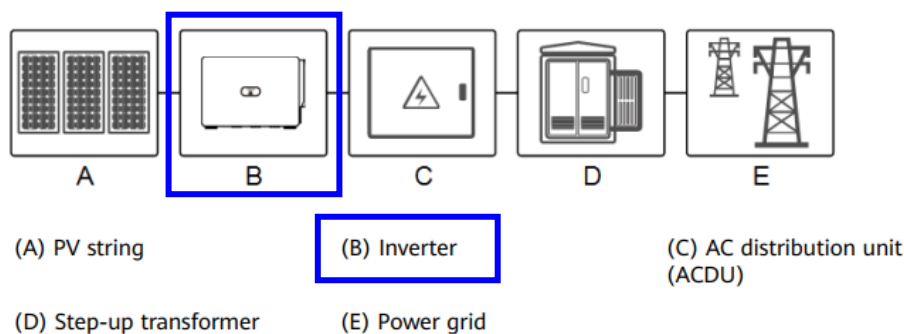 A B C D E
(A) PV string (B) Inverter (C) AC distribution unit
(ACDU)
(D) Step-up transformer (E) Power grid